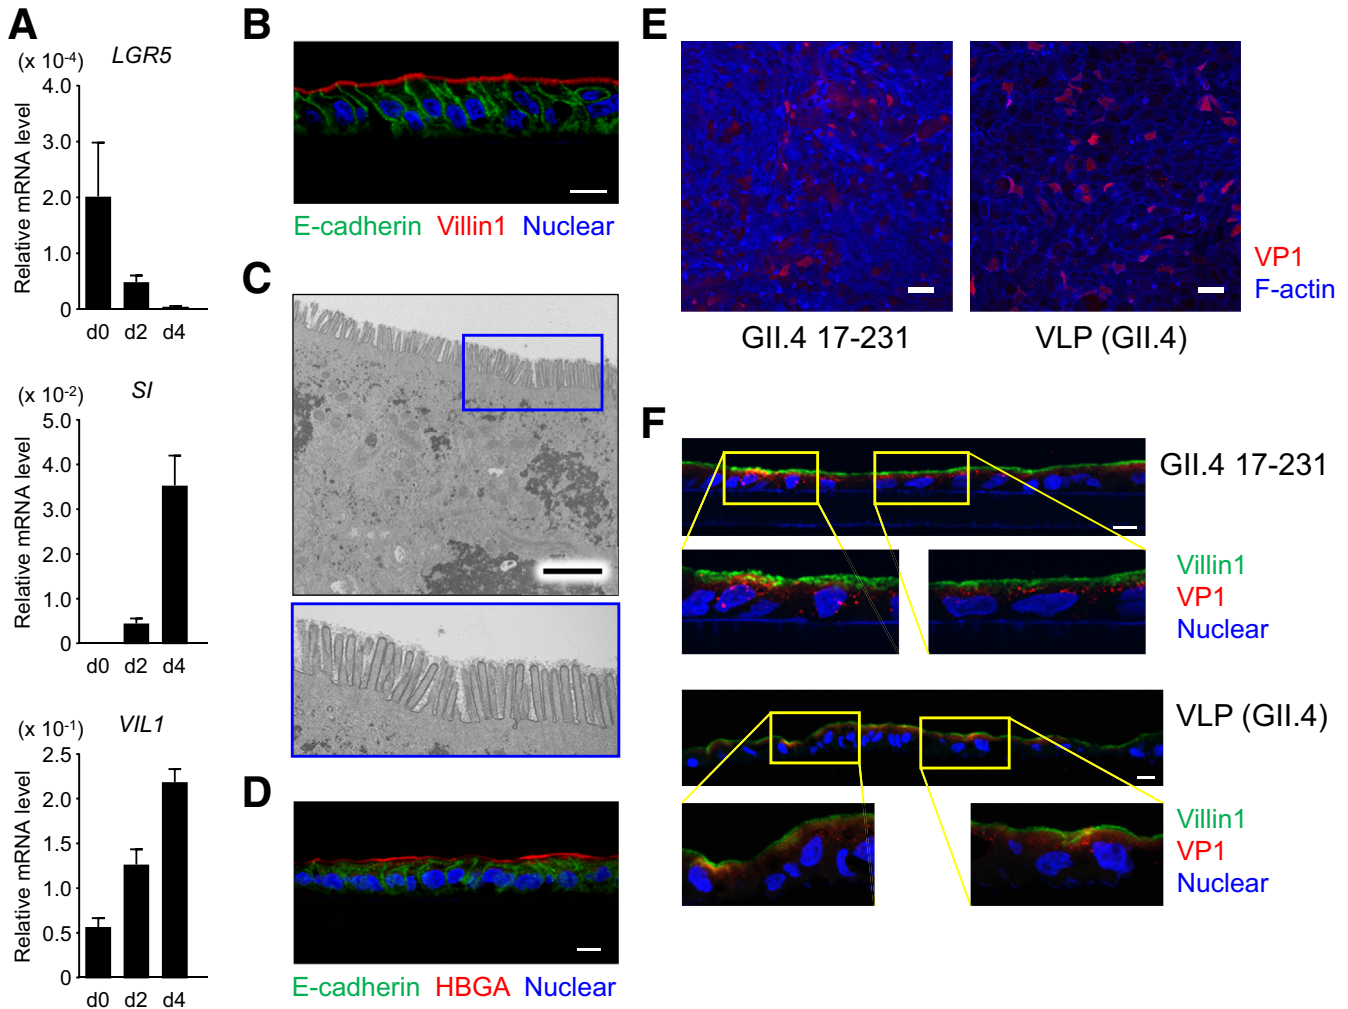 A
(x 10-4)
LGR5
Relative mRNA level
4.0
3.0
2.0
1.0
0
d0 d2 d4
(x 10-2)
SI
Relative mRNA level
5.0
4.0
3.0
2.0
1.0
0
d0 d2 d4
(x 10-1)
VIL1
Relative mRNA level
2.5
2.0
1.5
1.0
0.5
0
d0 d2 d4
B
E-cadherin Villin1 Nuclear
C
D
E-cadherin HBGA Nuclear
E
VP1
F-actin
GII.4 17-231
VLP (GII.4)
F
GII.4 17-231
Villin1
VP1
Nuclear
VLP (GII.4)
Villin1
VP1
Nuclear